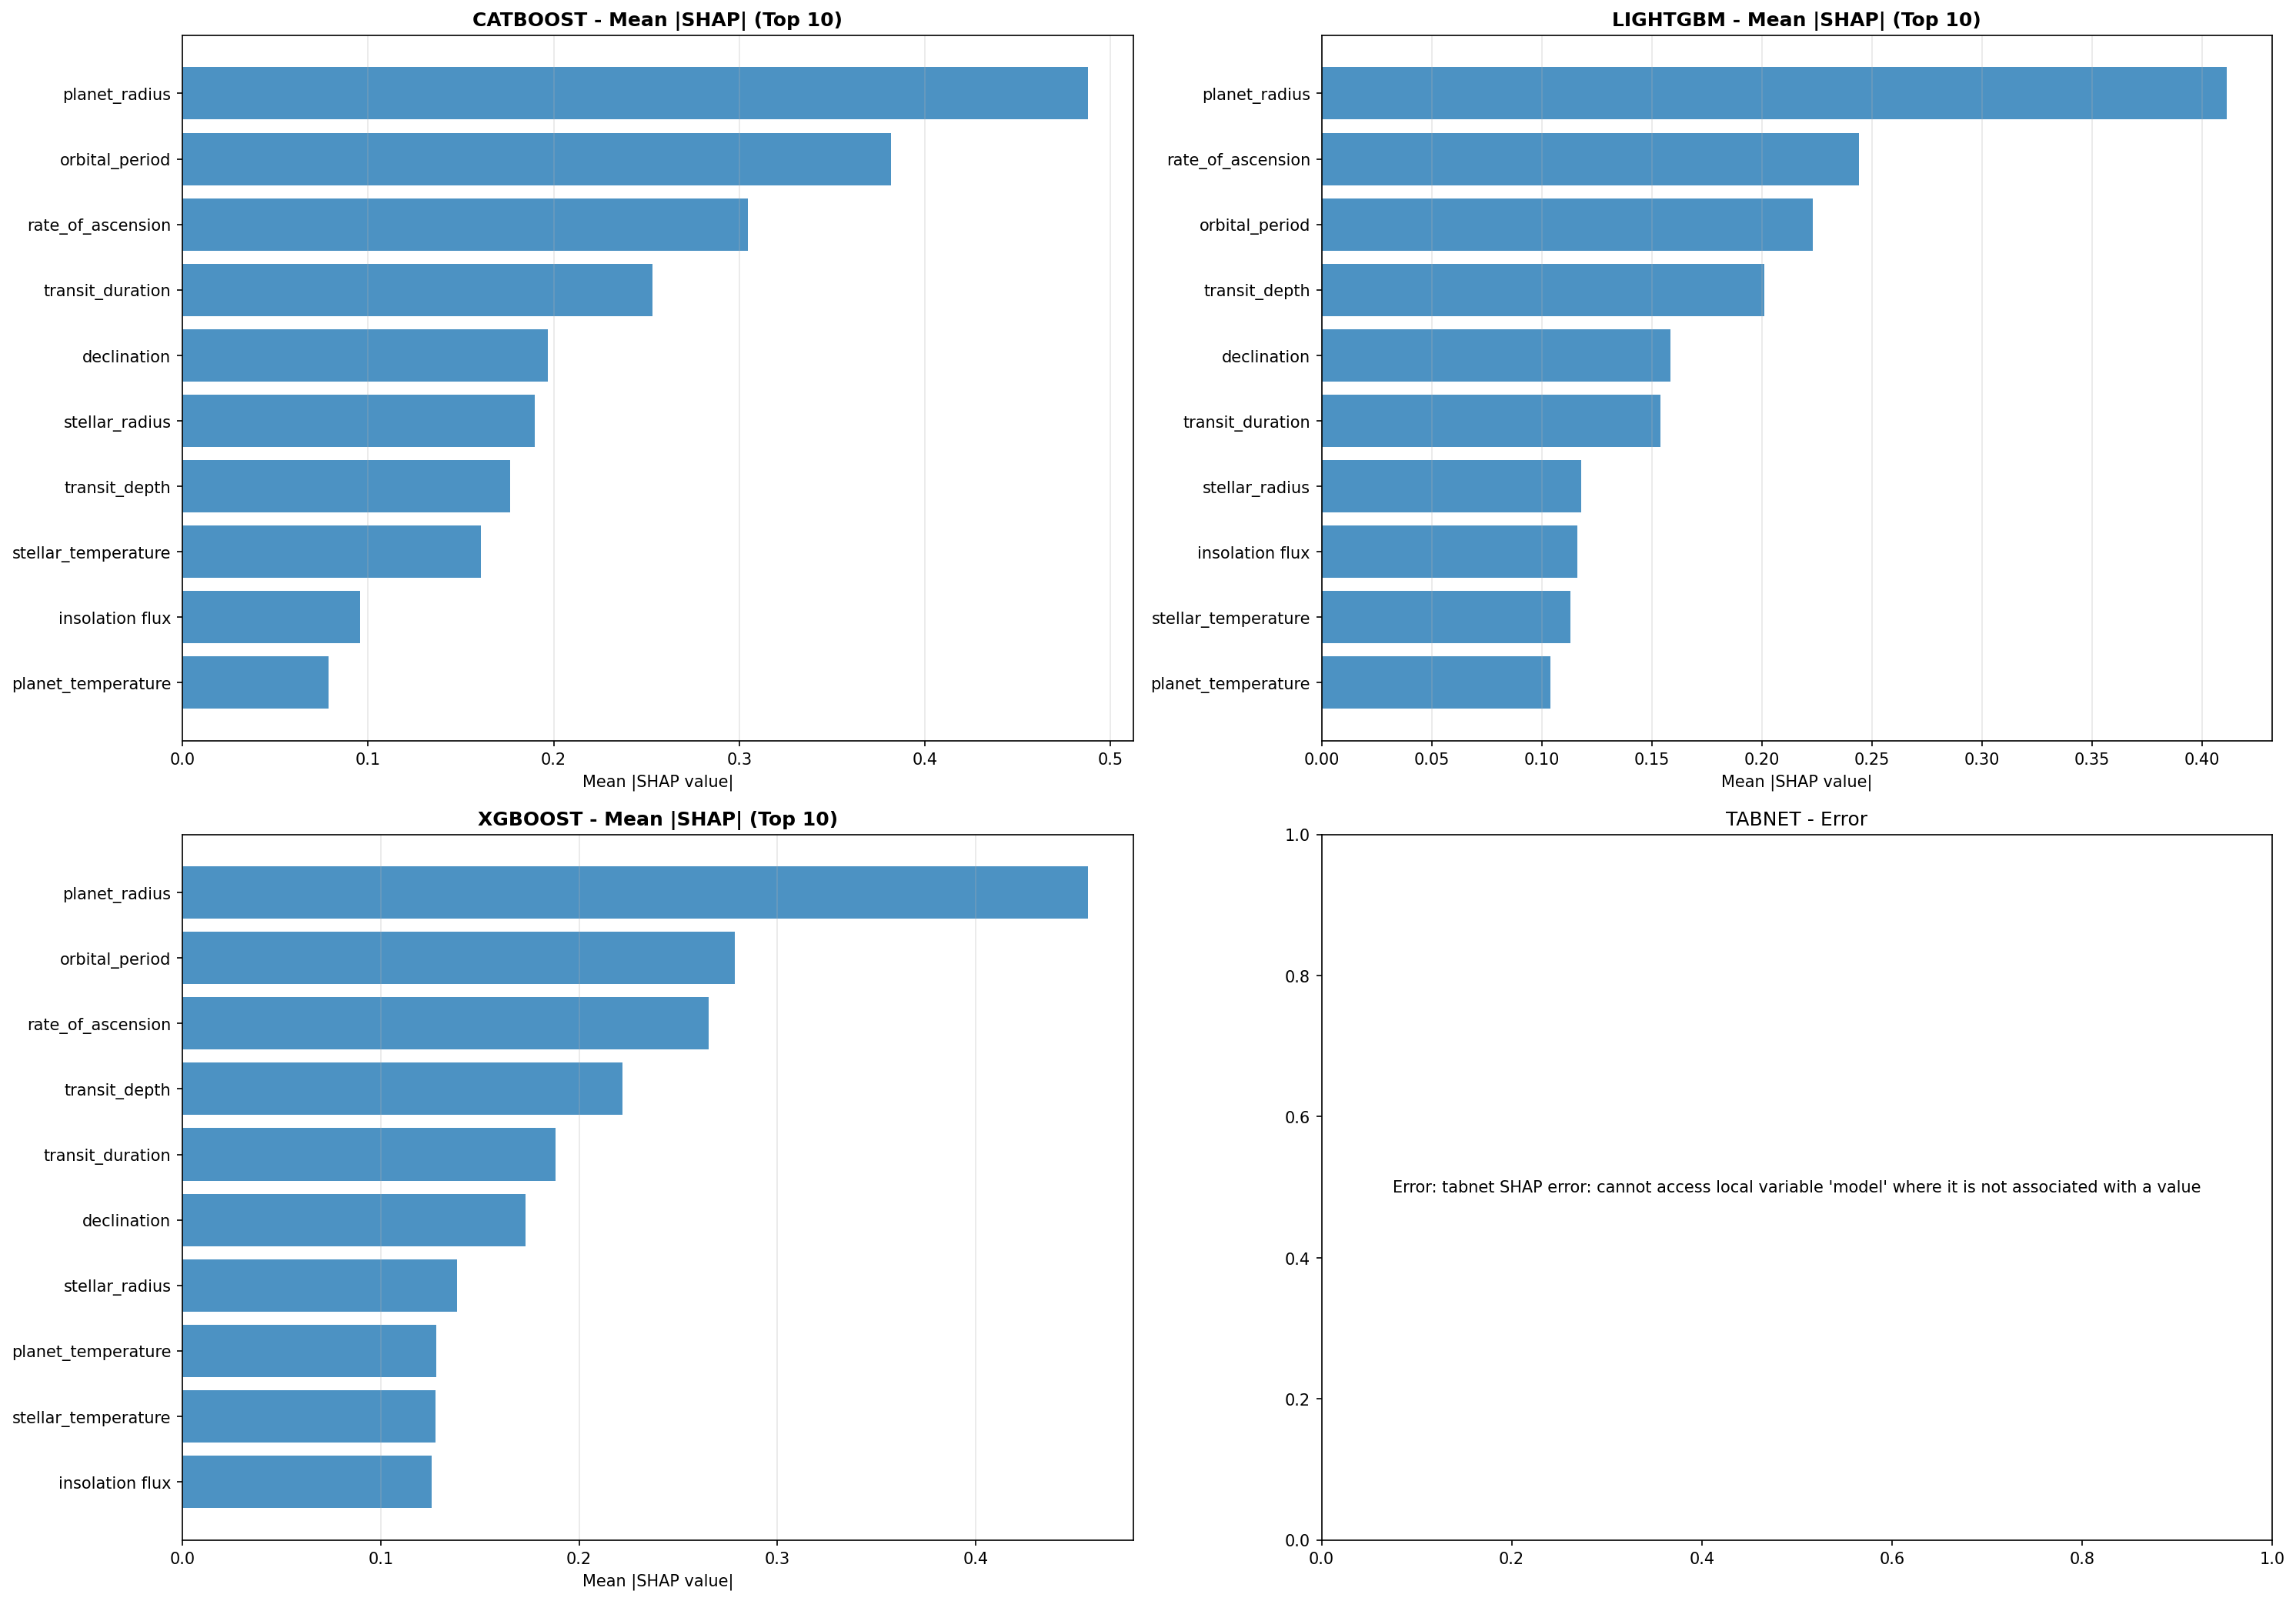 CATBOOST - Mean |SHAP| (Top 10)
planet_radius
orbital_period
rate_of_ascension
transit_duration
declination
stellar_radius
transit_depth
stellar_temperature
insolation flux
planet_temperature
0.0 0.1 0.2 0.3 0.4 0.5
Mean |SHAP value|
LIGHTGBM - Mean |SHAP| (Top 10)
planet_radius
rate_of_ascension
orbital_period
transit_depth
declination
transit_duration
stellar_radius
insolation flux
stellar_temperature
planet_temperature
0.00 0.05 0.10 0.15 0.20 0.25 0.30 0.35 0.40
Mean |SHAP value|
XGBOOST - Mean |SHAP| (Top 10)
planet_radius
orbital_period
rate_of_ascension
transit_depth
transit_duration
declination
stellar_radius
planet_temperature
stellar_temperature
insolation flux
0.0 0.1 0.2 0.3 0.4
Mean |SHAP value|
TABNET - Error
1.0
0.8
0.6
Error: tabnet SHAP error: cannot access local variable 'model' where it is not associated with a value
0.4
0.2
0.0
0.0 0.2 0.4 0.6 0.8 1.0